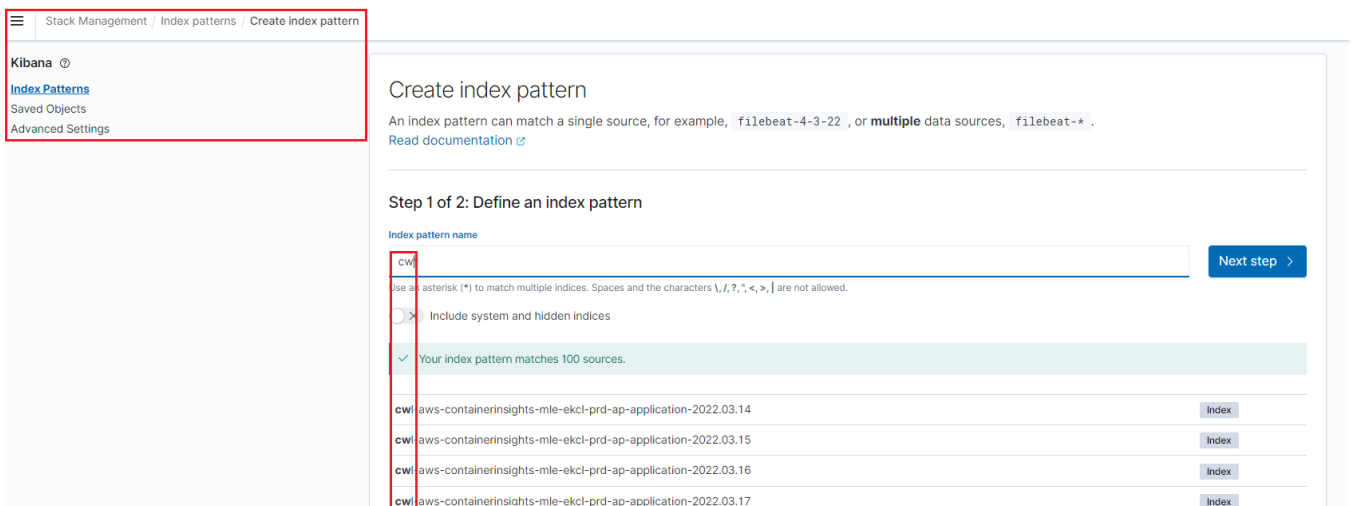 Stack Management / Index patterns / Create index pattern
Kibana
Index Patterns
Saved Objects
Advanced Settings
Create index pattern
An index pattern can match a single source, for example, filebeat-4-3-22 , or multiple data sources, filebeat-* .
Read documentation
Step 1 of 2: Define an index pattern
Index pattern name
cw
Next step
Use an asterisk (*) to match multiple indices. Spaces and the characters \, /, ?, ", <, >, | are not allowed.
Include system and hidden indices
Your index pattern matches 100 sources.
cwl-aws-containerinsights-mle-ekcl-prd-ap-application-2022.03.14 Index
cwl-aws-containerinsights-mle-ekcl-prd-ap-application-2022.03.15 Index
cwl-aws-containerinsights-mle-ekcl-prd-ap-application-2022.03.16 Index
cwl-aws-containerinsights-mle-ekcl-prd-ap-application-2022.03.17 Index